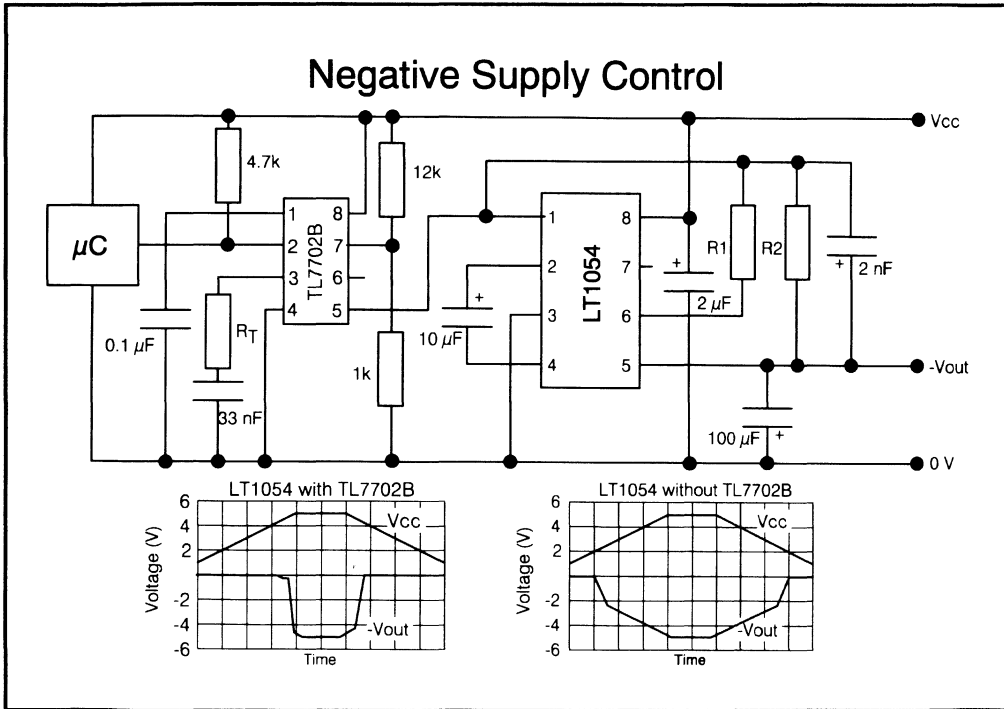 Negative Supply Control
Vcc
4.7k
12k
µC
1
2
3
4
TL7702B
8
7
6
5
1
2
3
4
LT1054
8
7
6
5
R1
R2
+
2 nF
+
2 µF
+
10 µF
RT
0.1 µF
33 nF
1k
-Vout
100 µF
+
0 V
LT1054 with TL7702B
6
4
2
-2
-4
-6
Voltage (V)
Vcc
-Vout
Time
LT1054 without TL7702B
6
4
2
-2
-4
-6
Voltage (V)
Vcc
-Vout
Time